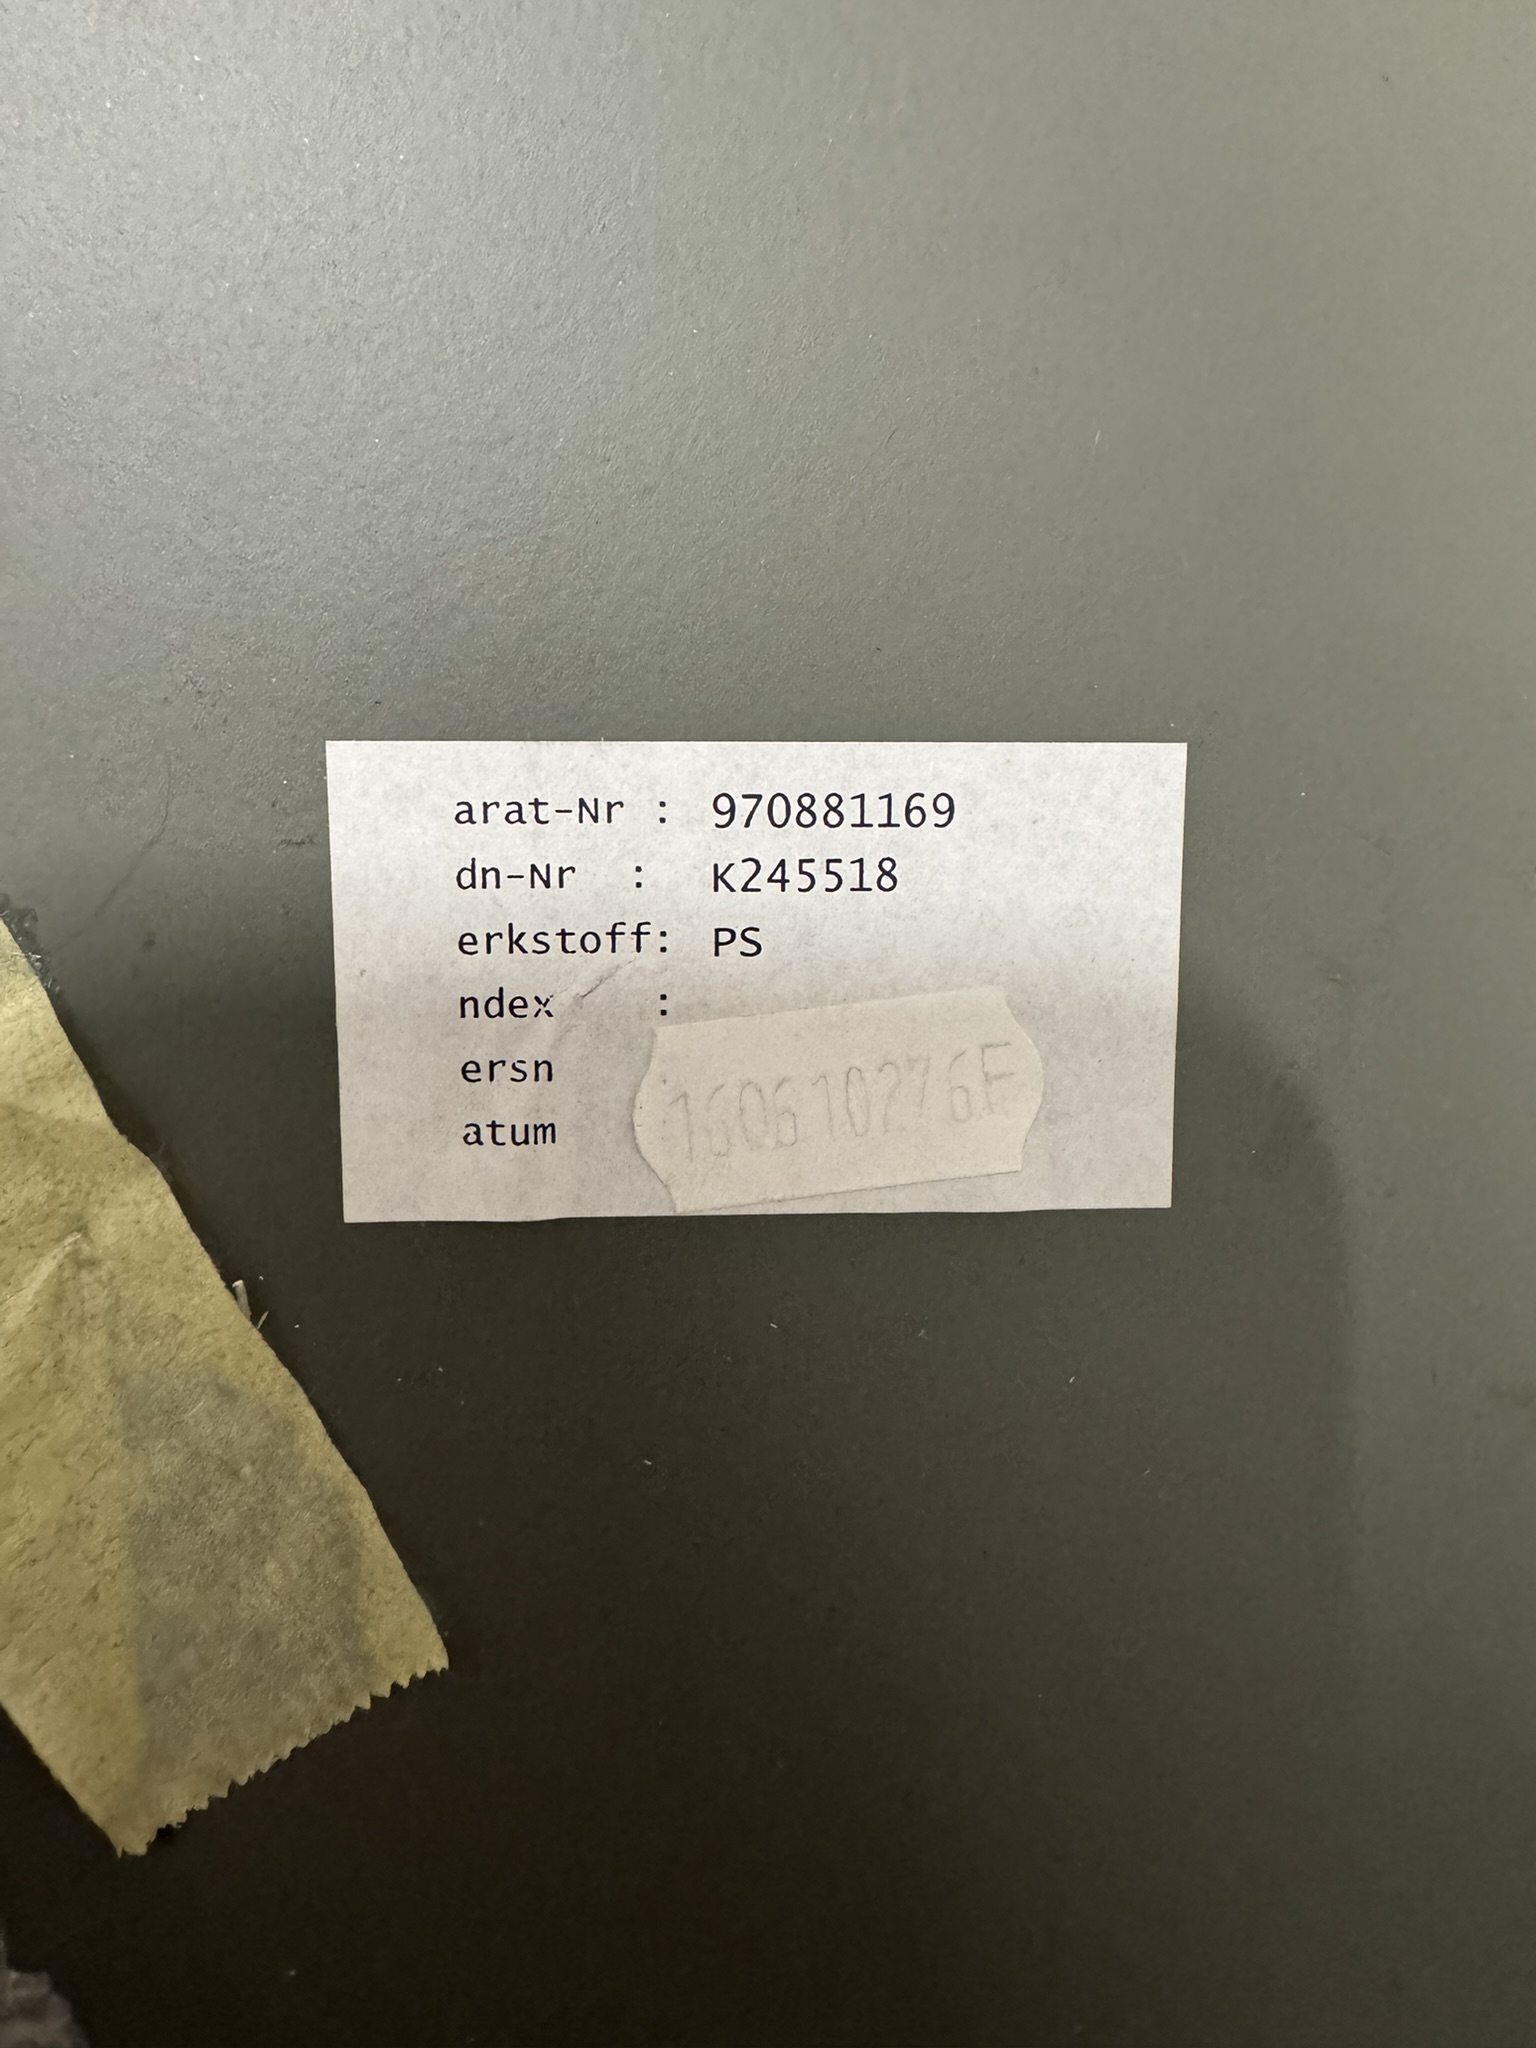 arat-Nr : 970881169
dn-Nr : K245518
erkstoff: PS
ndex :
ersn
atum
160610276F